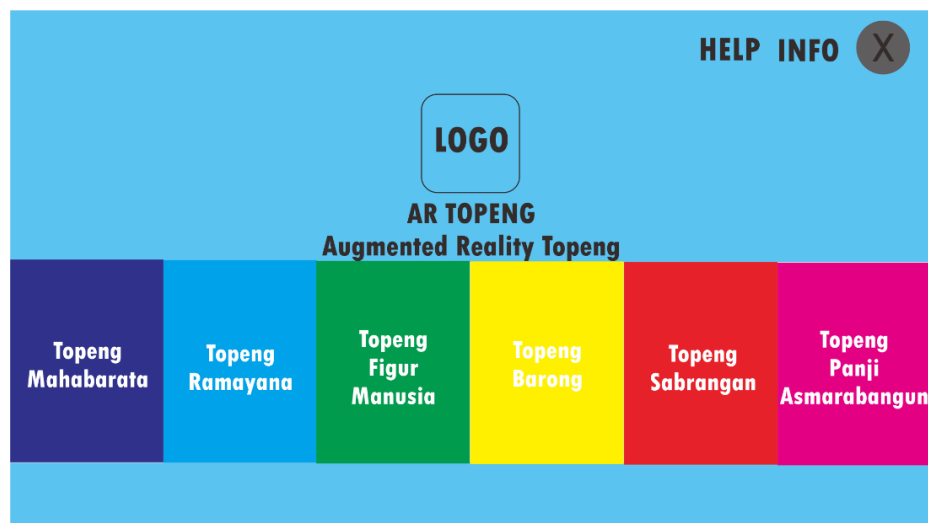 HELP INFO X
LOGO
AR TOPENG
Augmented Reality Topeng
Topeng
Mahabarata
Topeng
Ramayana
Topeng
Figur
Manusia
Topeng
Barong
Topeng
Sabrangan
Topeng
Panji
Asmarabangun